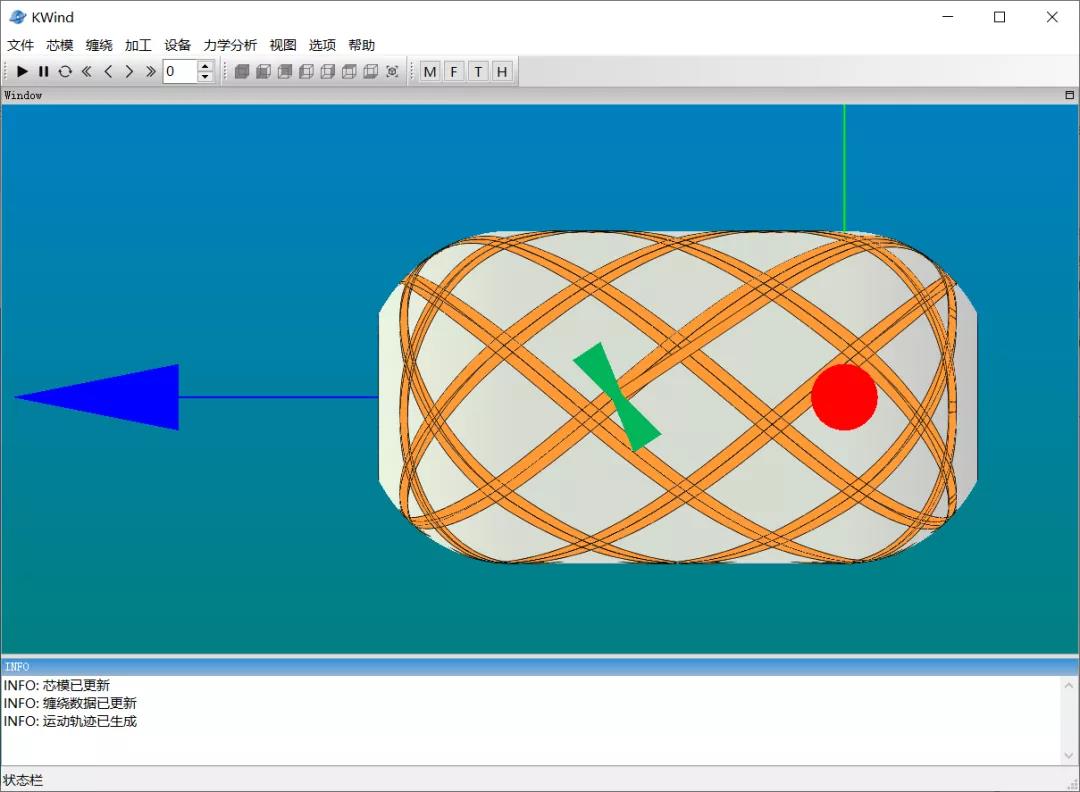 KWind
文件 芯模 缠绕 加工 设备 力学分析 视图 选项 帮助
0 M F T H
Window
INFO
INFO: 芯模已更新
INFO: 缠绕数据已更新
INFO: 运动轨迹已生成
状态栏